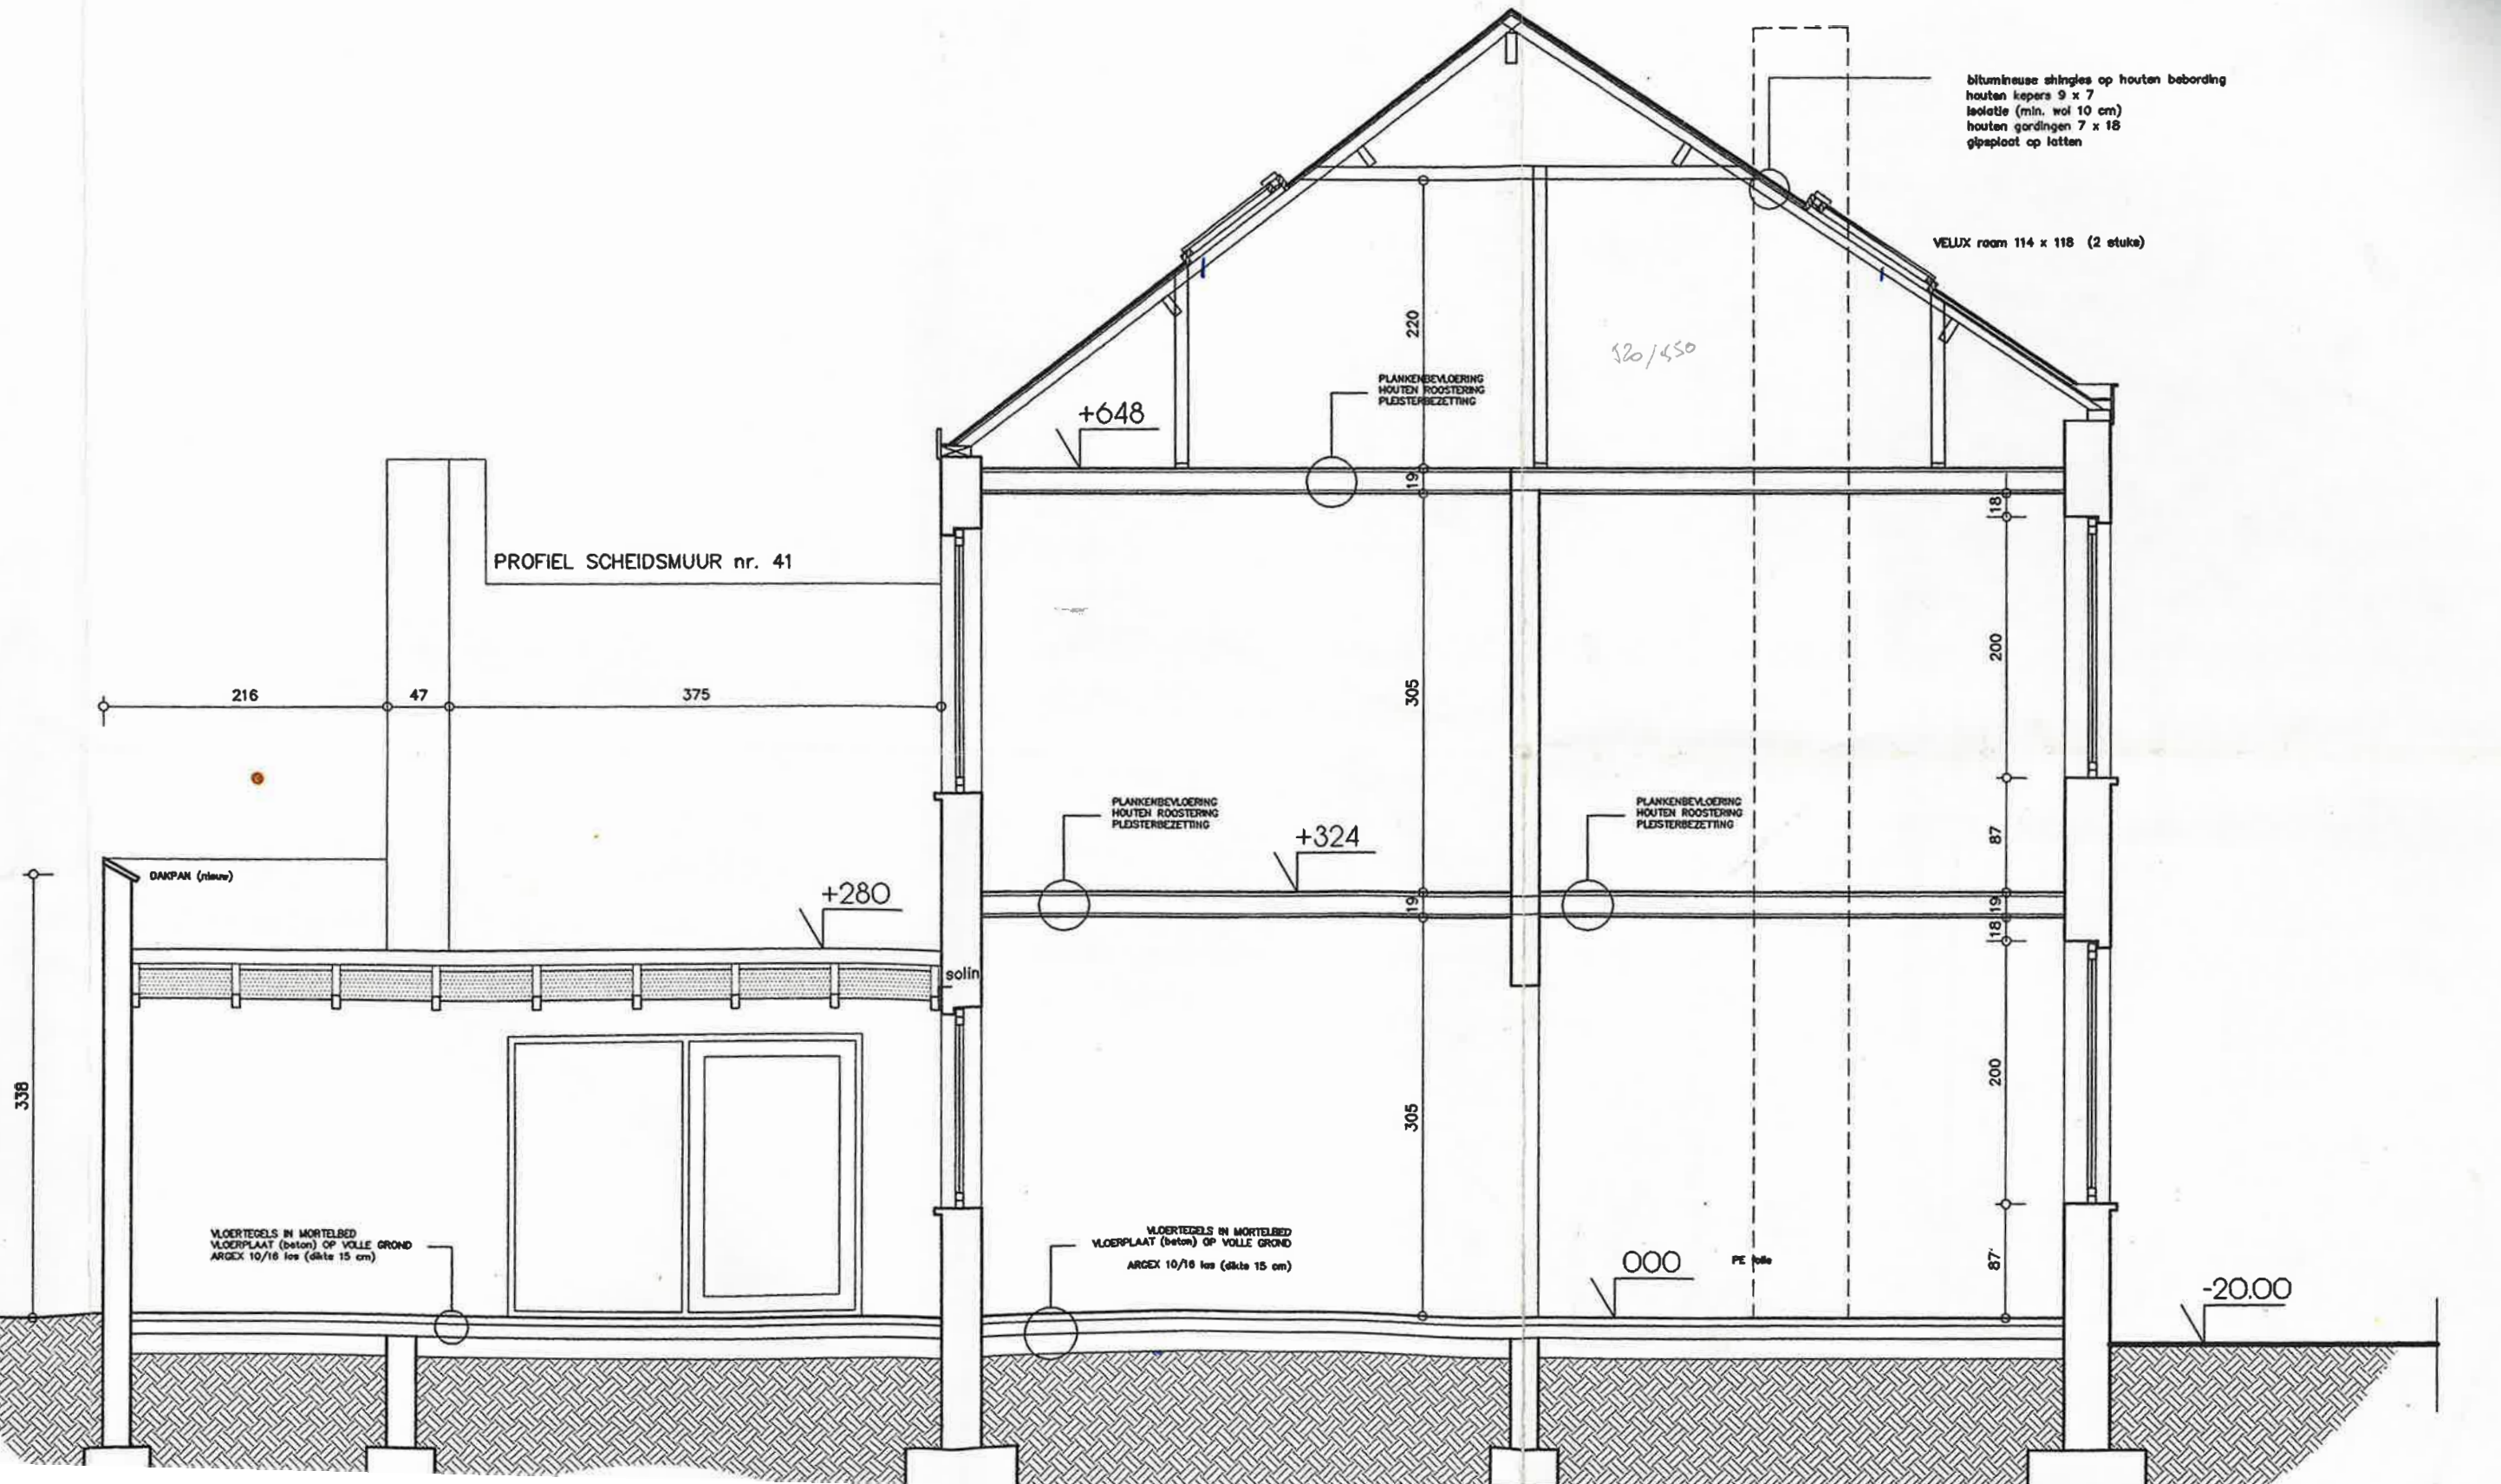 bitumineuse shingles op houten bebording
houten kepers 9 x 7
isolatie (min. wol 10 cm)
houten gordingen 7 x 18
gipsplaat op latten
VELUX raam 114 x 118 (2 stuks)
220
520/550
PLANKENBEVLOERING
HOUTEN ROOSTERING
PLEISTERBEZETTING
+648
19
18
PROFIEL SCHEIDSMUUR nr. 41
200
216
47
375
305
PLANKENBEVLOERING
HOUTEN ROOSTERING
PLEISTERBEZETTING
PLANKENBEVLOERING
HOUTEN ROOSTERING
PLEISTERBEZETTING
+324
87
DAKPAN (nieuw)
+280
19
19
18
solin
338
200
305
VLOERTEGELS IN MORTELBED
VLOERPLAAT (beton) OP VOLLE GROND
ARGEX 10/16 los (dikte 15 cm)
VLOERTEGELS IN MORTELBED
VLOERPLAAT (beton) OP VOLLE GROND
ARGEX 10/16 los (dikte 15 cm)
000
PE folie
87
-20.00